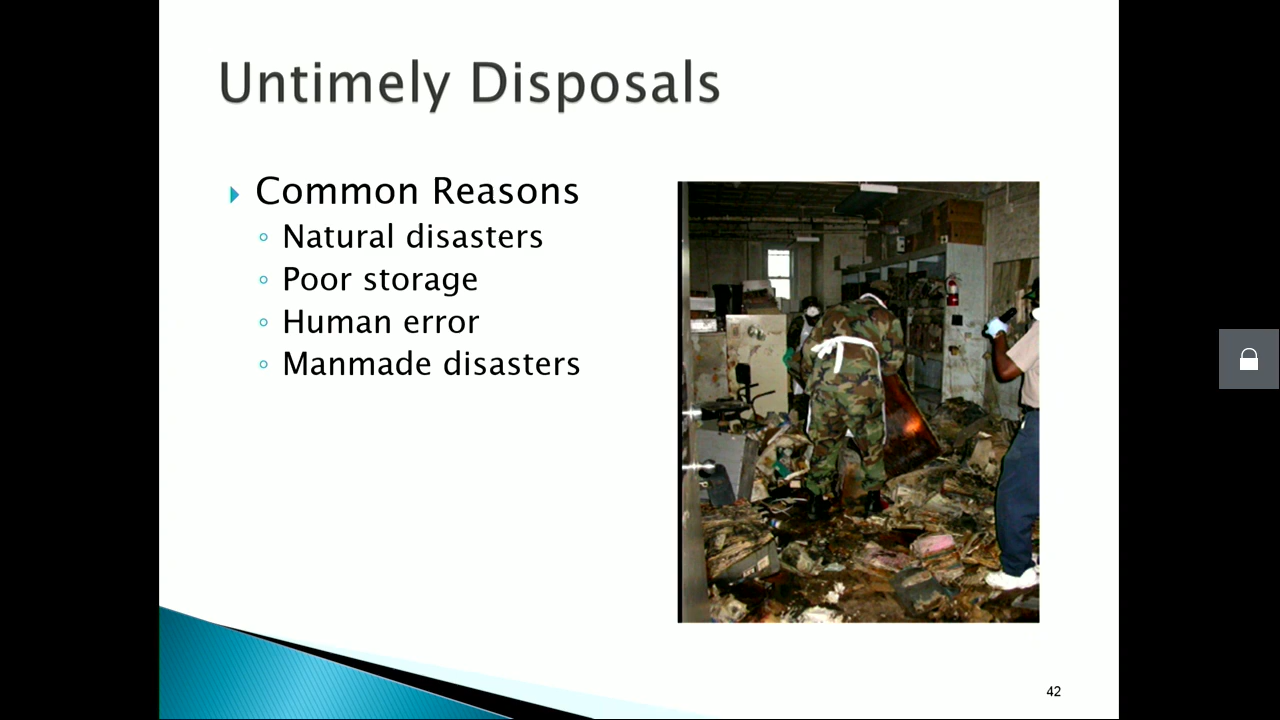 Untimely Disposals
Common Reasons
Natural disasters
Poor storage
Human error
Manmade disasters
42